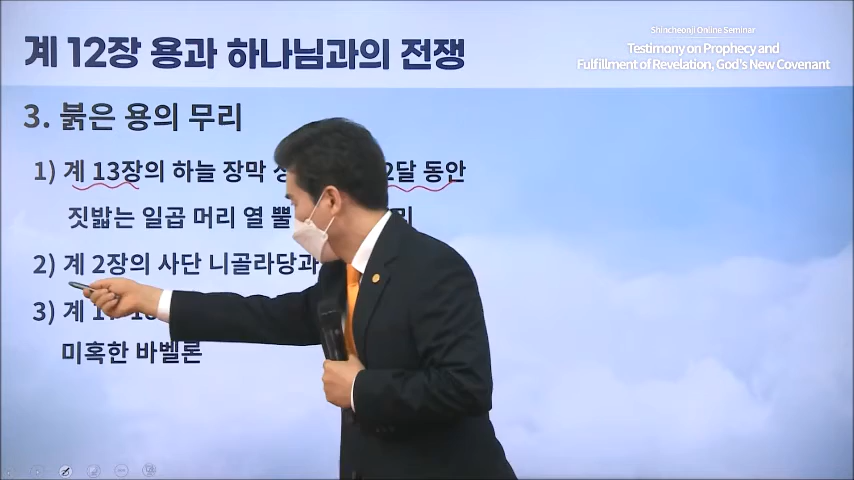 Shincheonji Online Seminar
Testimony on Prophecy and
Fulfillment of Revelation, God's New Covenant
계 12장 용과 하나님과의 전쟁
3. 붉은 용의 무리
1) 계 13장의 하늘 장막 2달 동안
짓밟는 일곱 머리 열 뿔
2) 계 2장의 사단 니골라당과
3) 계
미혹한 바벨론